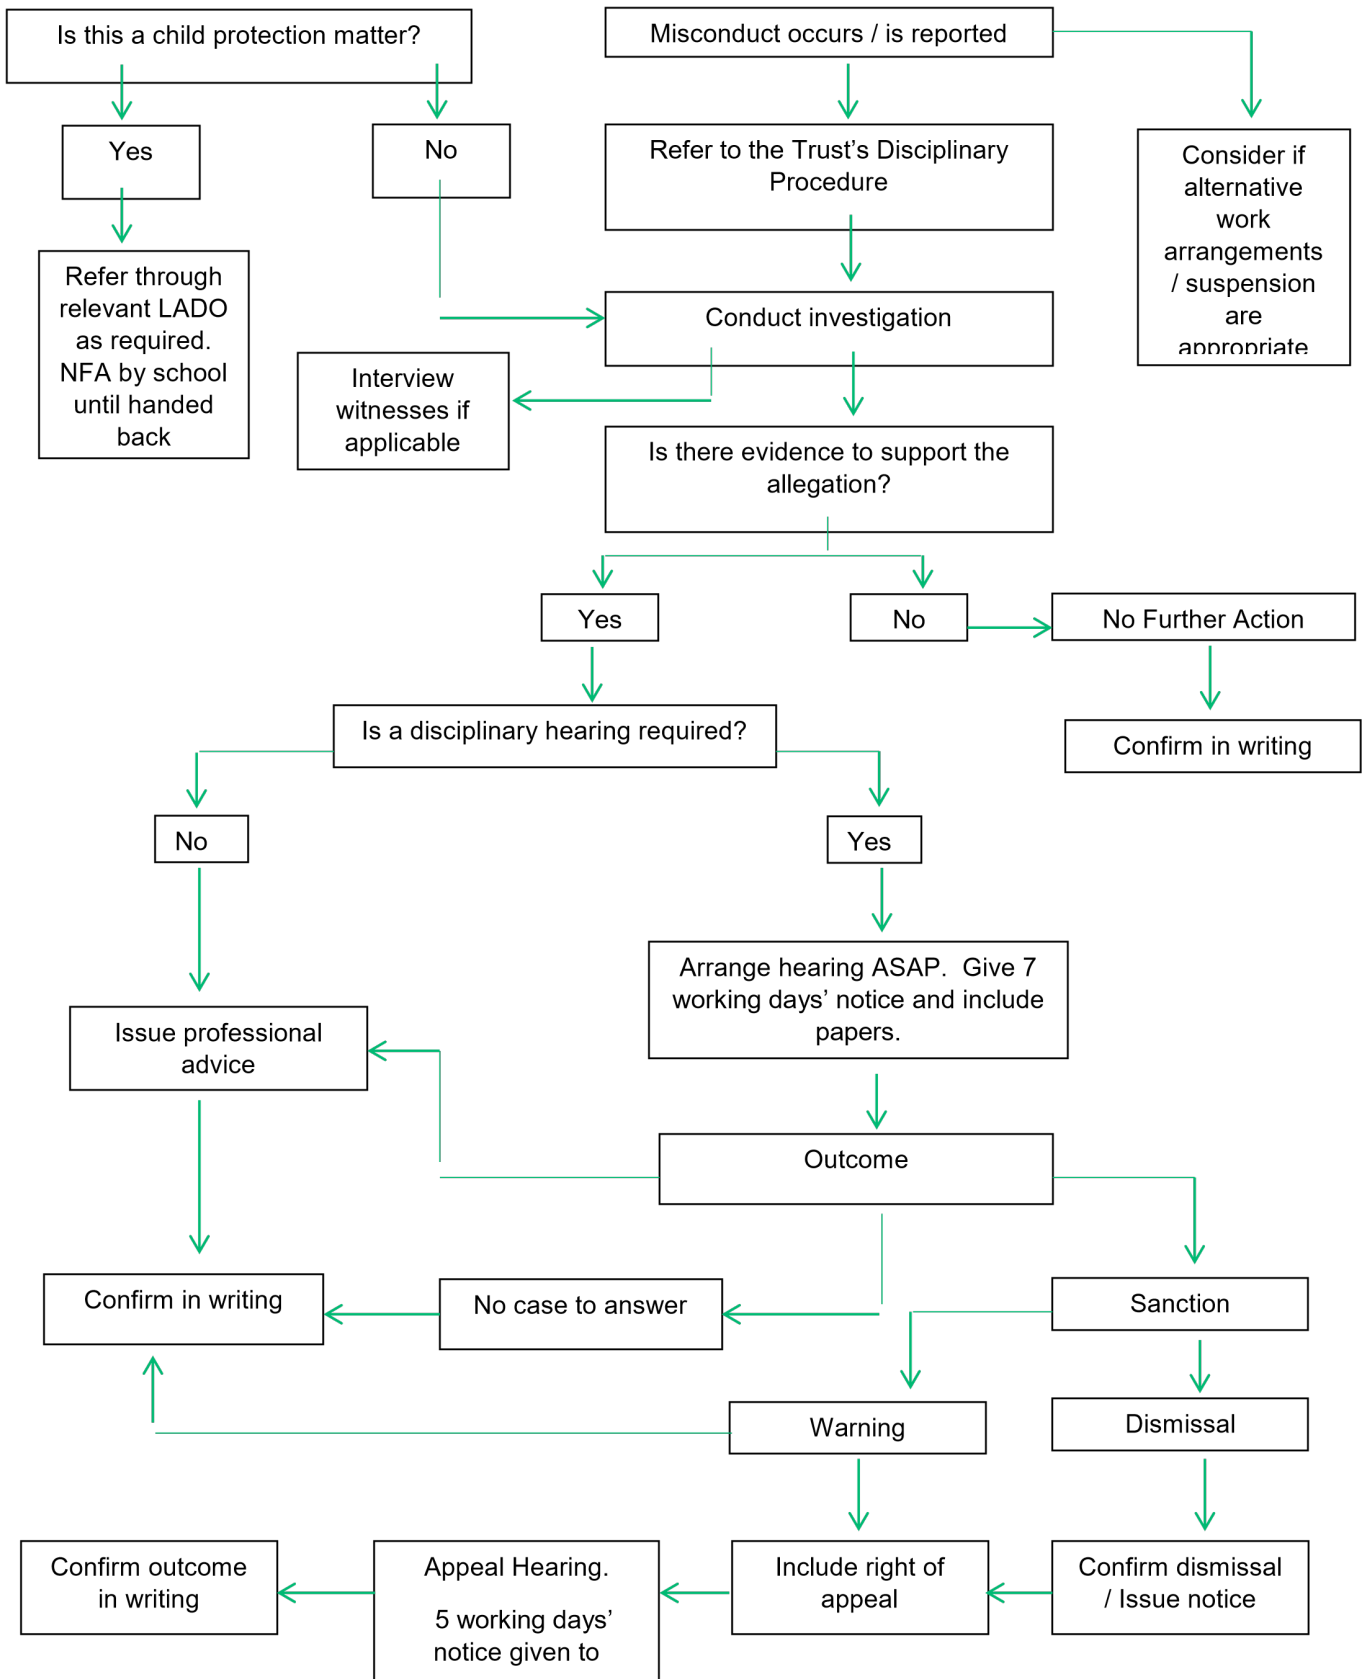 Is this a child protection matter?
Misconduct occurs / is reported
Yes
No
Refer to the Trust’s Disciplinary
Procedure
Consider if
alternative
work
arrangements
/ suspension
are
appropriate
Refer through
relevant LADO
as required.
NFA by school
until handed
back
Conduct investigation
Interview
witnesses if
applicable
Is there evidence to support the
allegation?
Yes
No
No Further Action
Is a disciplinary hearing required?
Confirm in writing
No
Yes
Arrange hearing ASAP.  Give 7
working days’ notice and include
papers.
Issue professional
advice
Outcome
Confirm in writing
No case to answer
Sanction
Warning
Dismissal
Confirm outcome
in writing
Appeal Hearing.
5 working days’
notice given to
Include right of
appeal
Confirm dismissal
/ Issue notice